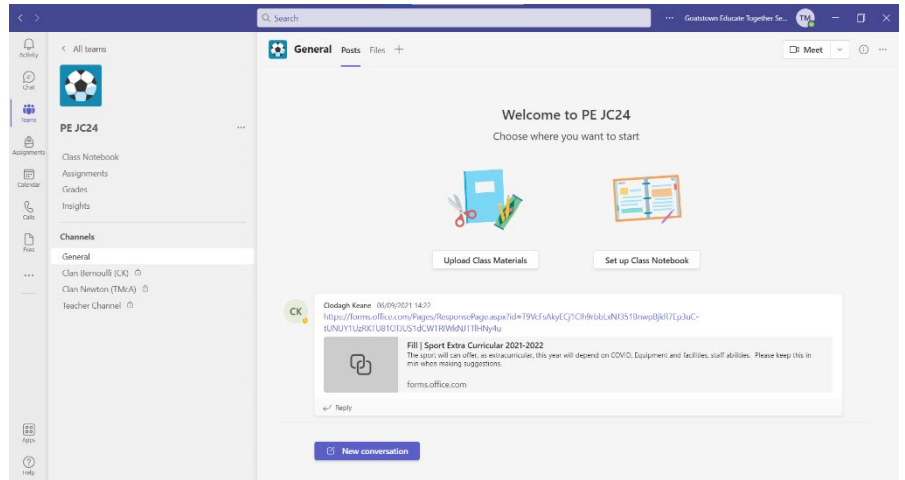 Search
Goatstown Educate Together Se...
TM
Activity
Chat
Teams
Assignments
Calendar
Calls
Files
Apps
Help
All teams
PE JC24
Class Notebook
Assignments
Grades
Insights
Channels
General
Clan Bernoulli (CK)
Clan Newton (TMcA)
Teacher Channel
General Posts Files
Meet
Welcome to PE JC24
Choose where you want to start
Upload Class Materials
Set up Class Notebook
CK
Clodagh Keane 06/09/2021 14:22
Fill | Sport Extra Curricular 2021-2022
The sport will can offer, as extracurricular, this year will depend on COVID, Equipment and facilities, staff abilities. Please keep this in
min when making suggestions.
forms.office.com
Reply
New conversation